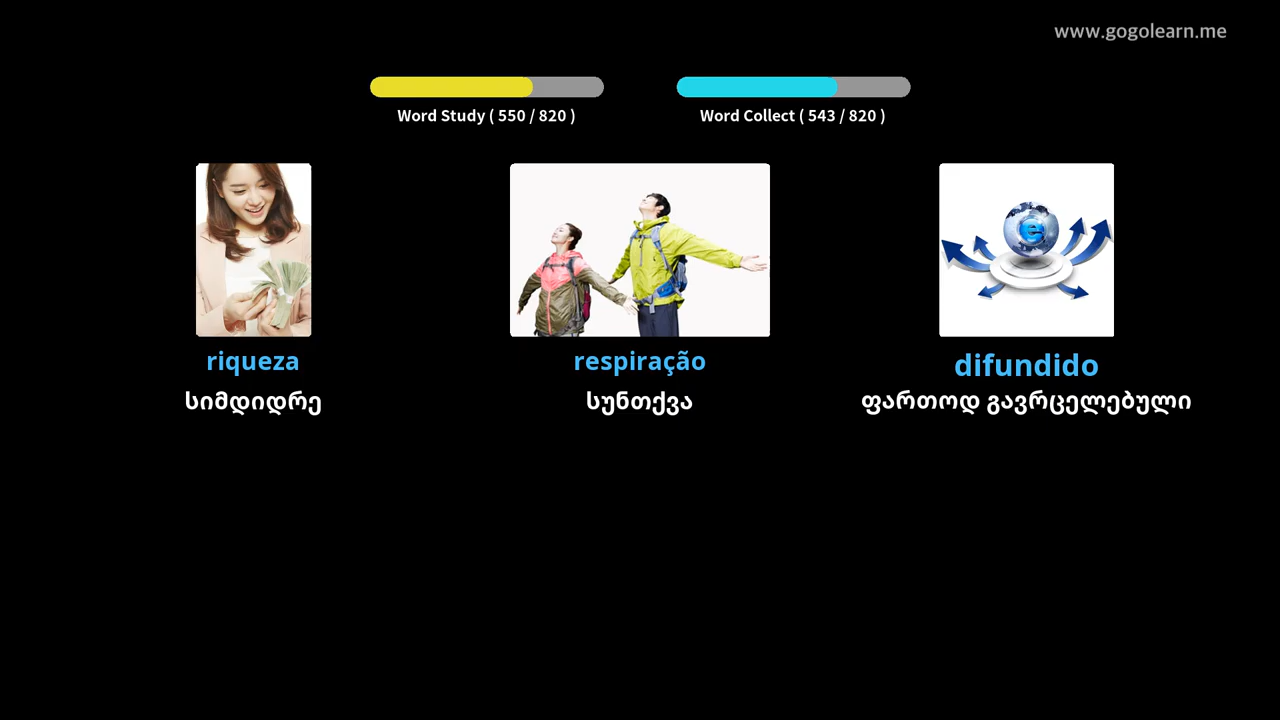 www.gogolearn.me
Word Study ( 550 / 820 )
Word Collect ( 543 / 820 )
riqueza
respiração
difundido
სიმდიდრე
სუნთქვა
ფართოდ გავრცელებული